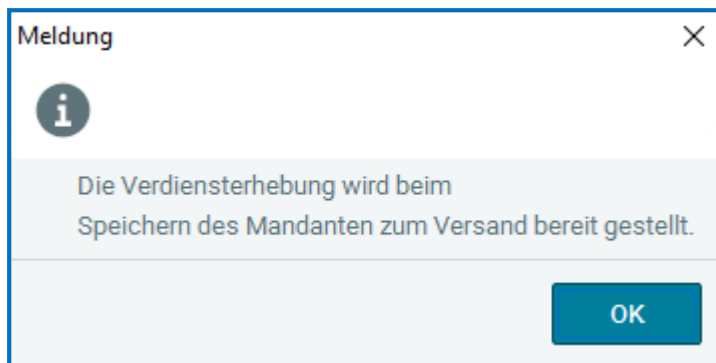 Meldung
Die Verdiensterhebung wird beim
Speichern des Mandanten zum Versand bereit gestellt.
OK